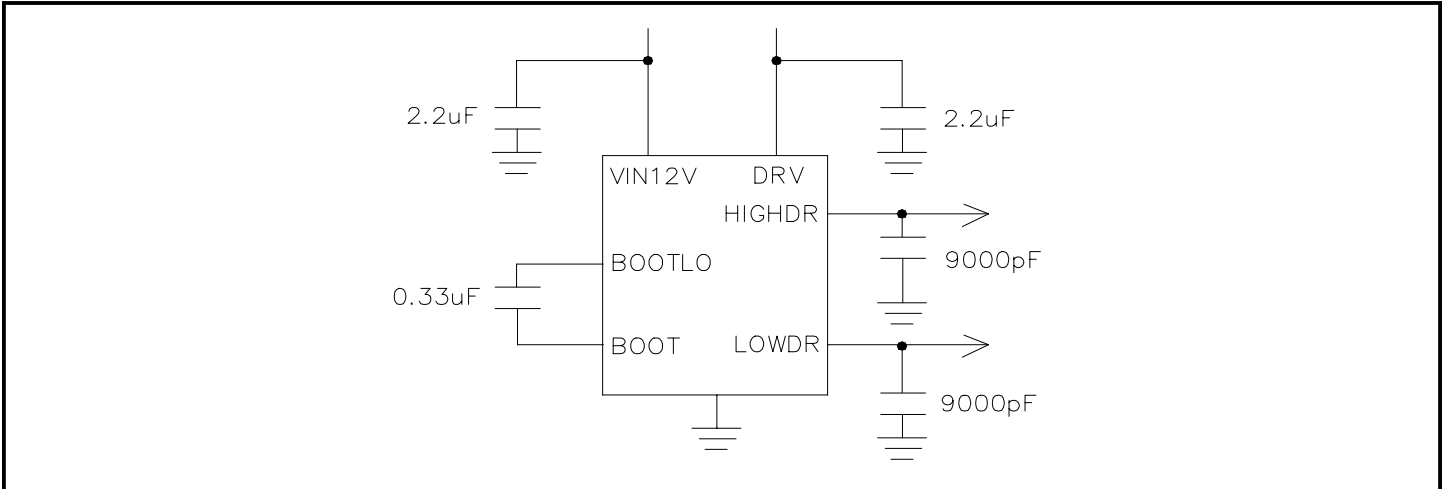 2.2uF
2.2uF
VIN12V DRV
HIGHDR
BOOTLO
9000pF
0.33uF
BOOT
LOWDR
9000pF